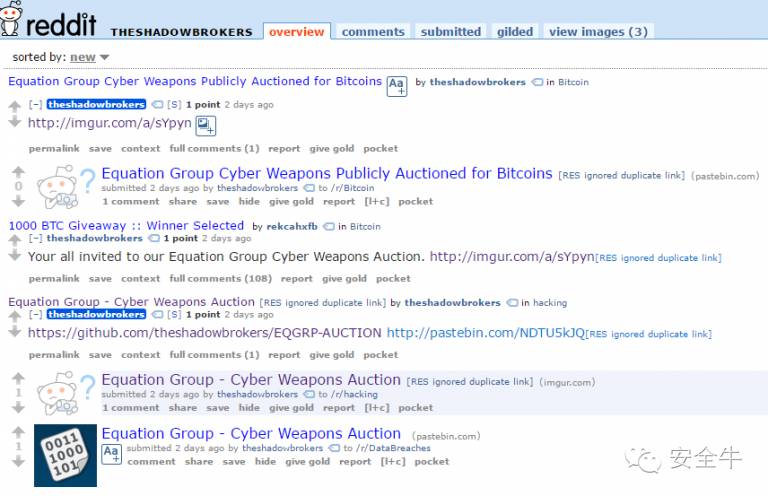 reddit THESHADOWBROKERS overview comments submitted gilded view images (3)
sorted by: new
Equation Group Cyber Weapons Publicly Auctioned for Bitcoins Aa+ by theshadowbrokers in Bitcoin
[–] theshadowbrokers [S] 1 point 2 days ago
http://imgur.com/a/sYpyn
permalink save context full comments (1) report give gold pocket
Equation Group Cyber Weapons Publicly Auctioned for Bitcoins [RES ignored duplicate link] (pastebin.com)
0 submitted 2 days ago by theshadowbrokers to /r/Bitcoin
1 comment share save hide give gold report [l+c] pocket
1000 BTC Giveaway :: Winner Selected by rekcahxfb in Bitcoin
[–] theshadowbrokers 1 point 2 days ago
Your all invited to our Equation Group Cyber Weapons Auction. http://imgur.com/a/sYpyn[RES ignored duplicate link]
permalink save context full comments (108) report give gold pocket
Equation Group - Cyber Weapons Auction [RES ignored duplicate link] by theshadowbrokers in hacking
[–] theshadowbrokers [S] 1 point 2 days ago
https://github.com/theshadowbrokers/EQGRP-AUCTION http://pastebin.com/NDTU5kJQ[RES ignored duplicate link]
permalink save context full comments (1) report give gold pocket
Equation Group - Cyber Weapons Auction [RES ignored duplicate link] (imgur.com)
1 submitted 2 days ago by theshadowbrokers to /r/hacking
1 comment share save hide give gold report [l+c] pocket
Equation Group - Cyber Weapons Auction (pastebin.com)
1 0011 1000 101 Aa+ submitted 2 days ago by theshadowbrokers to /r/DataBreaches
comment share save hide give gold report [l+c] pocket
安全牛